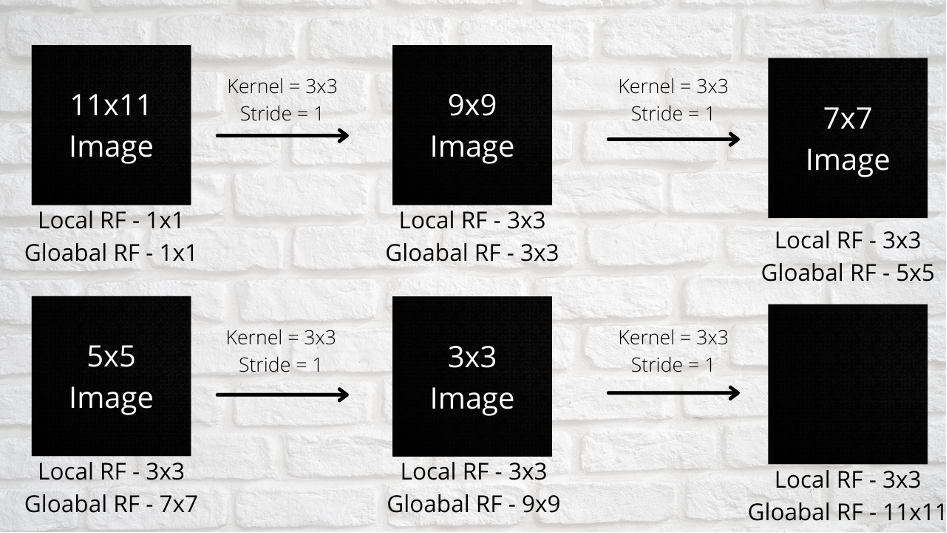 11x11
Image
Kernel = 3x3
Stride = 1
9x9
Image
Kernel = 3x3
Stride = 1
7x7
Image
Local RF - 1x1
Gloabal RF - 1x1
Local RF - 3x3
Gloabal RF - 3x3
Local RF - 3x3
Gloabal RF - 5x5
5x5
Image
Kernel = 3x3
Stride = 1
3x3
Image
Kernel = 3x3
Stride = 1
Local RF - 3x3
Gloabal RF - 7x7
Local RF - 3x3
Gloabal RF - 9x9
Local RF - 3x3
Gloabal RF - 11x11